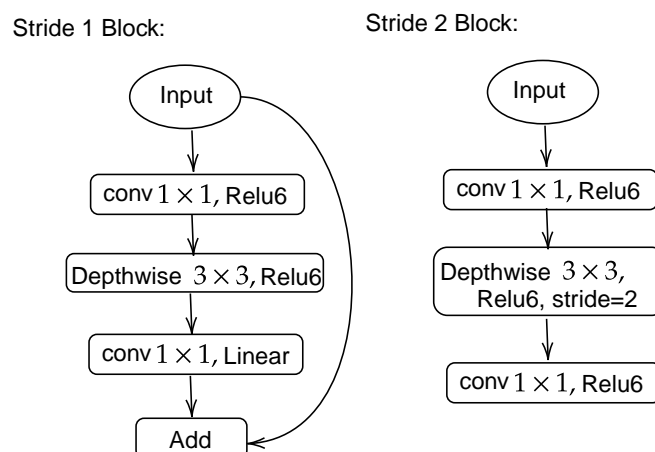 Stride 1 Block:
Input
conv 1 × 1, Relu6
Depthwise 3 × 3, Relu6
conv 1 × 1, Linear
Add
Stride 2 Block:
Input
conv 1 × 1, Relu6
Depthwise 3 × 3,
Relu6, stride=2
conv 1 × 1, Relu6